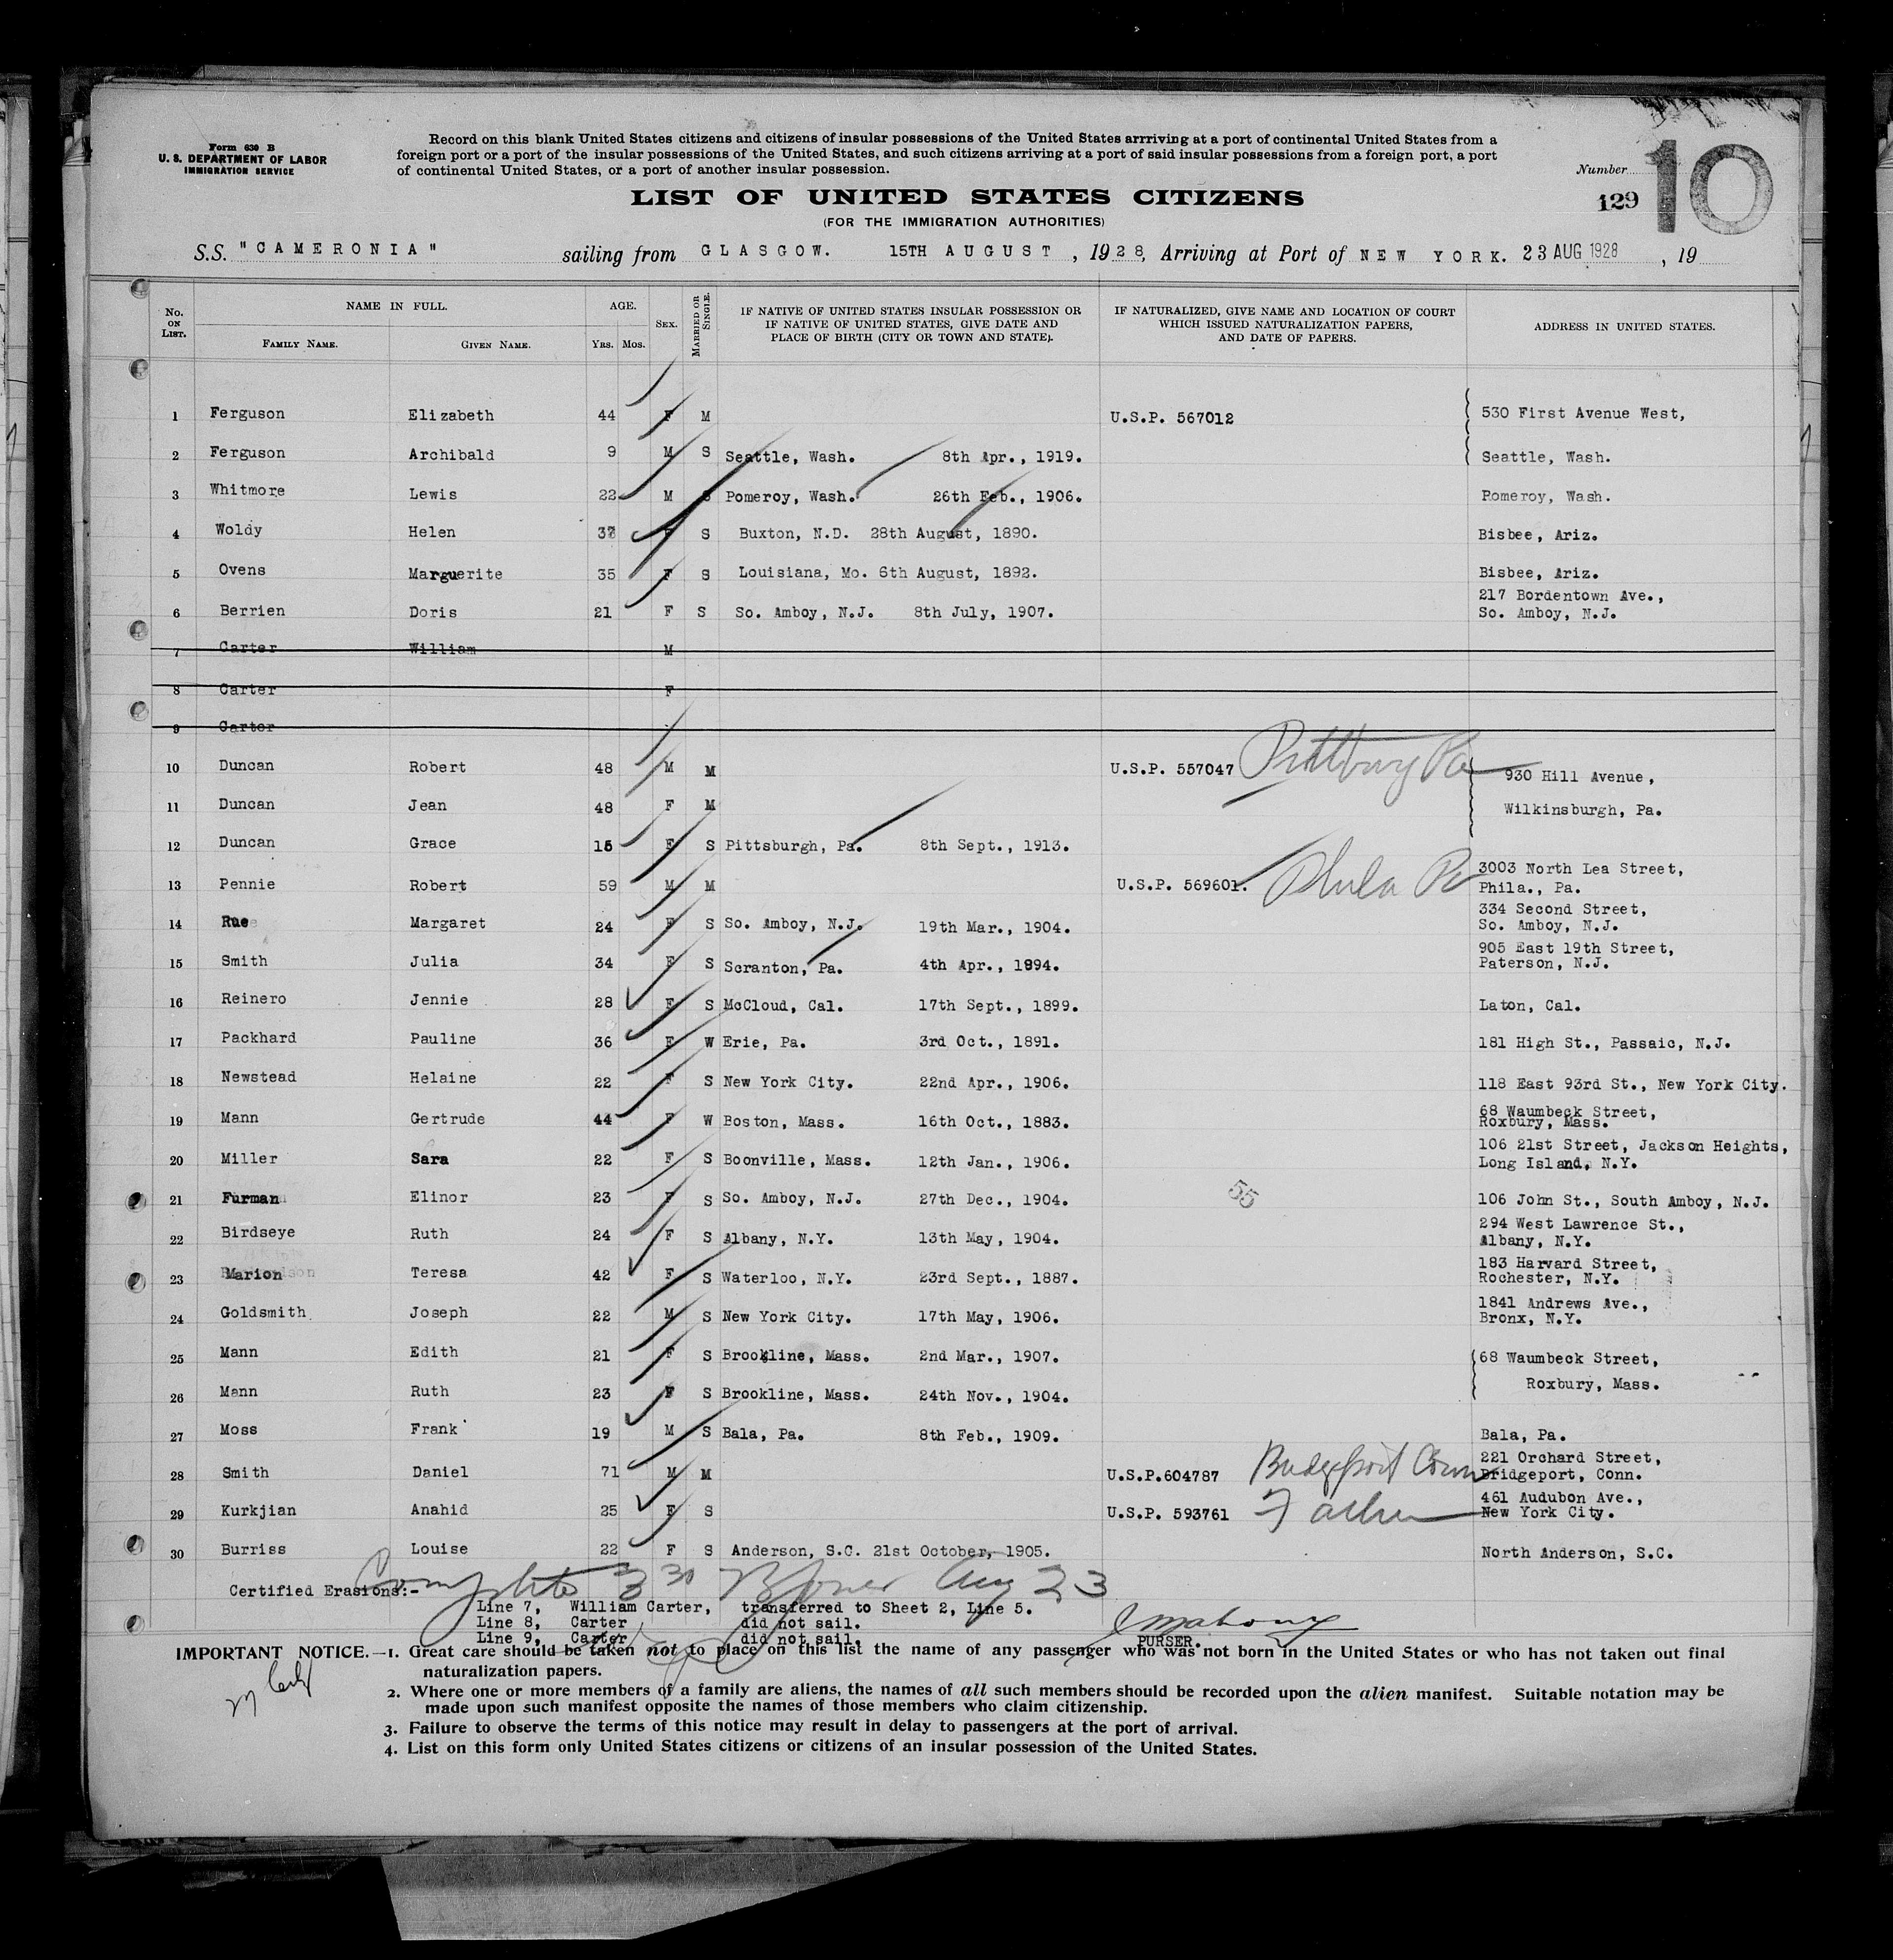 Form 630 B
U. S. DEPARTMENT OF LABOR
IMMIGRATION SERVICE
Record on this blank United States citizens and citizens of insular possessions of the United States arrriving at a port of continental United States from a
foreign port or a port of the insular possessions of the United States, and such citizens arriving at a port of said insular possessions from a foreign port, a port
of continental United States, or a port of another insular possession.
Number 10
129
LIST OF UNITED STATES CITIZENS
(FOR THE IMMIGRATION AUTHORITIES)
S.S. "CAMERONIA" sailing from GLASGOW. 15TH AUGUST, 1928, Arriving at Port of NEW YORK. 23 AUG 1928, 19
No. ON LIST. NAME IN FULL. FAMILY NAME. GIVEN NAME. AGE. YRS. MOS. SEX. MARRIED OR SINGLE. IF NATIVE OF UNITED STATES INSULAR POSSESSION OR IF NATIVE OF UNITED STATES, GIVE DATE AND PLACE OF BIRTH (CITY OR TOWN AND STATE). IF NATURALIZED, GIVE NAME AND LOCATION OF COURT WHICH ISSUED NATURALIZATION PAPERS, AND DATE OF PAPERS. ADDRESS IN UNITED STATES.
1 Ferguson Elizabeth 44 F M U.S.P. 567012 530 First Avenue West,
2 Ferguson Archibald 9 M S Seattle, Wash. 8th Apr., 1919. Seattle, Wash.
3 Whitmore Lewis 22 M S Pomeroy, Wash. 26th Feb., 1906. Pomeroy, Wash.
4 Woldy Helen 37 F S Buxton, N.D. 28th August, 1890. Bisbee, Ariz.
5 Ovens Marguerite 35 F S Louisiana, Mo. 6th August, 1892. Bisbee, Ariz.
6 Berrien Doris 21 F S So. Amboy, N.J. 8th July, 1907. 217 Bordentown Ave., So. Amboy, N.J.
7 Carter William M
8 Carter F
9 Carter
10 Duncan Robert 48 M M U.S.P. 557047 Pittsburg Pa 930 Hill Avenue,
11 Duncan Jean 48 F M Wilkinsburgh, Pa.
12 Duncan Grace 15 F S Pittsburgh, Pa. 8th Sept., 1913.
13 Pennie Robert 59 M M U.S.P. 569601. Phila Pa 3003 North Lea Street, Phila., Pa.
14 Rue Margaret 24 F S So. Amboy, N.J. 19th Mar., 1904. 334 Second Street, So. Amboy, N.J.
15 Smith Julia 34 F S Scranton, Pa. 4th Apr., 1894. 905 East 19th Street, Paterson, N.J.
16 Reinero Jennie 28 F S McCloud, Cal. 17th Sept., 1899. Laton, Cal.
17 Packhard Pauline 36 F W Erie, Pa. 3rd Oct., 1891. 181 High St., Passaic, N.J.
18 Newstead Helaine 22 F S New York City. 22nd Apr., 1906. 118 East 93rd St., New York City.
19 Mann Gertrude 44 F W Boston, Mass. 16th Oct., 1883. 68 Waumbeck Street, Roxbury, Mass.
20 Miller Sara 22 F S Boonville, Mass. 12th Jan., 1906. 106 21st Street, Jackson Heights, Long Island, N.Y.
21 Furman Elinor 23 F S So. Amboy, N.J. 27th Dec., 1904. 55 106 John St., South Amboy, N.J.
22 Birdseye Ruth 24 F S Albany, N.Y. 13th May, 1904. 294 West Lawrence St., Albany, N.Y.
23 Marion Teresa 42 F S Waterloo, N.Y. 23rd Sept., 1887. 183 Harvard Street, Rochester, N.Y.
24 Goldsmith Joseph 22 M S New York City. 17th May, 1906. 1841 Andrews Ave., Bronx, N.Y.
25 Mann Edith 21 F S Brookline, Mass. 2nd Mar., 1907. 68 Waumbeck Street,
26 Mann Ruth 23 F S Brookline, Mass. 24th Nov., 1904. Roxbury, Mass.
27 Moss Frank 19 M S Bala, Pa. 8th Feb., 1909. Bala, Pa.
28 Smith Daniel 71 M M U.S.P.604787 Bridgeport Conn 221 Orchard Street, Bridgeport, Conn.
29 Kurkjian Anahid 25 F S U.S.P. 593761 Father 461 Audubon Ave., New York City.
30 Burriss Louise 22 F S Anderson, S.C. 21st October, 1905. North Anderson, S.C.
Complete 3 30 Aug 23
Certified Erasions:-
Line 7, William Carter, transferred to Sheet 2, Line 5.
Line 8, Carter did not sail.
Line 9, Carter did not sail.
PURSER.
IMPORTANT NOTICE.—1. Great care should be taken not to place on this list the name of any passenger who was not born in the United States or who has not taken out final
naturalization papers.
2. Where one or more members of a family are aliens, the names of all such members should be recorded upon the alien manifest. Suitable notation may be
made upon such manifest opposite the names of those members who claim citizenship.
3. Failure to observe the terms of this notice may result in delay to passengers at the port of arrival.
4. List on this form only United States citizens or citizens of an insular possession of the United States.